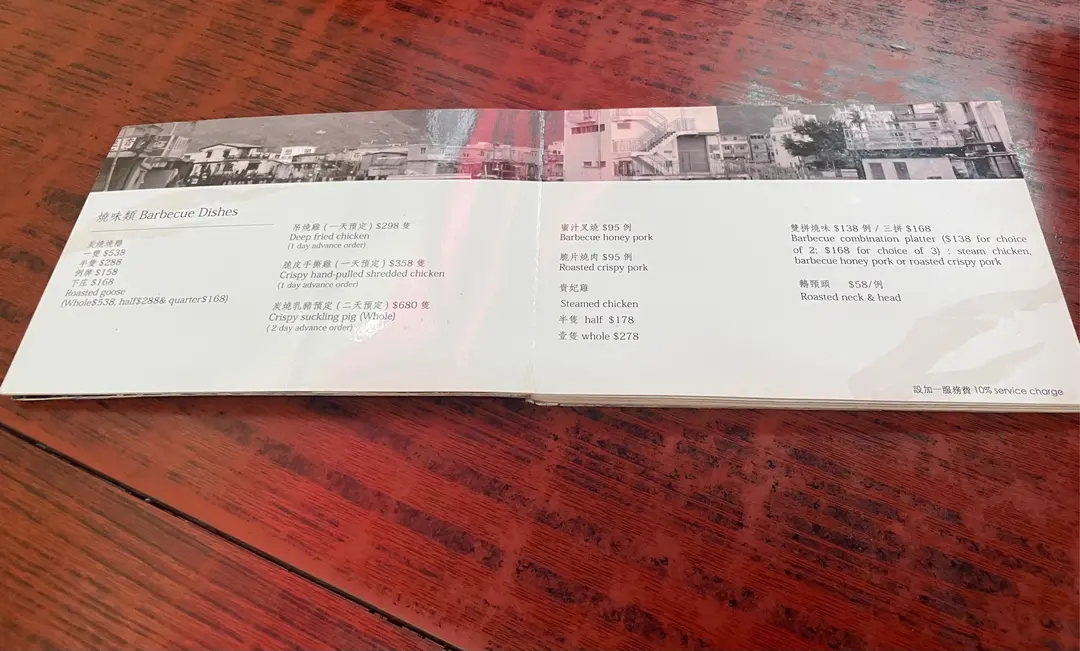 燒味類 Barbecue Dishes
炭燒燒鵝
一隻 $538
半隻 $288
例牌 $158
下莊 $168
Roasted goose
(Whole$538, half$288& quarter$168)
吊燒雞 (一天預定) $298 隻
Deep fried chicken
(1 day advance order)
脆皮手撕雞 (一天預定) $358 隻
Crispy hand-pulled shredded chicken
(1 day advance order)
炭燒乳豬預定 (二天預定) $680 隻
Crispy suckling pig (Whole)
( 2 day advance order)
蜜汁叉燒 $95 例
Barbecue honey pork
脆片燒肉 $95 例
Roasted crispy pork
貴妃雞
Steamed chicken
半隻 half $178
壹隻 whole $278
雙拼燒味 $138 例 / 三拼 $168
Barbecue combination platter ($138 for choice
of 2; $168 for choice of 3) : steam chicken,
barbecue honey pork or roasted crispy pork
鵝頸頭 $58/例
Roasted neck & head
設加一服務費 10% service charge